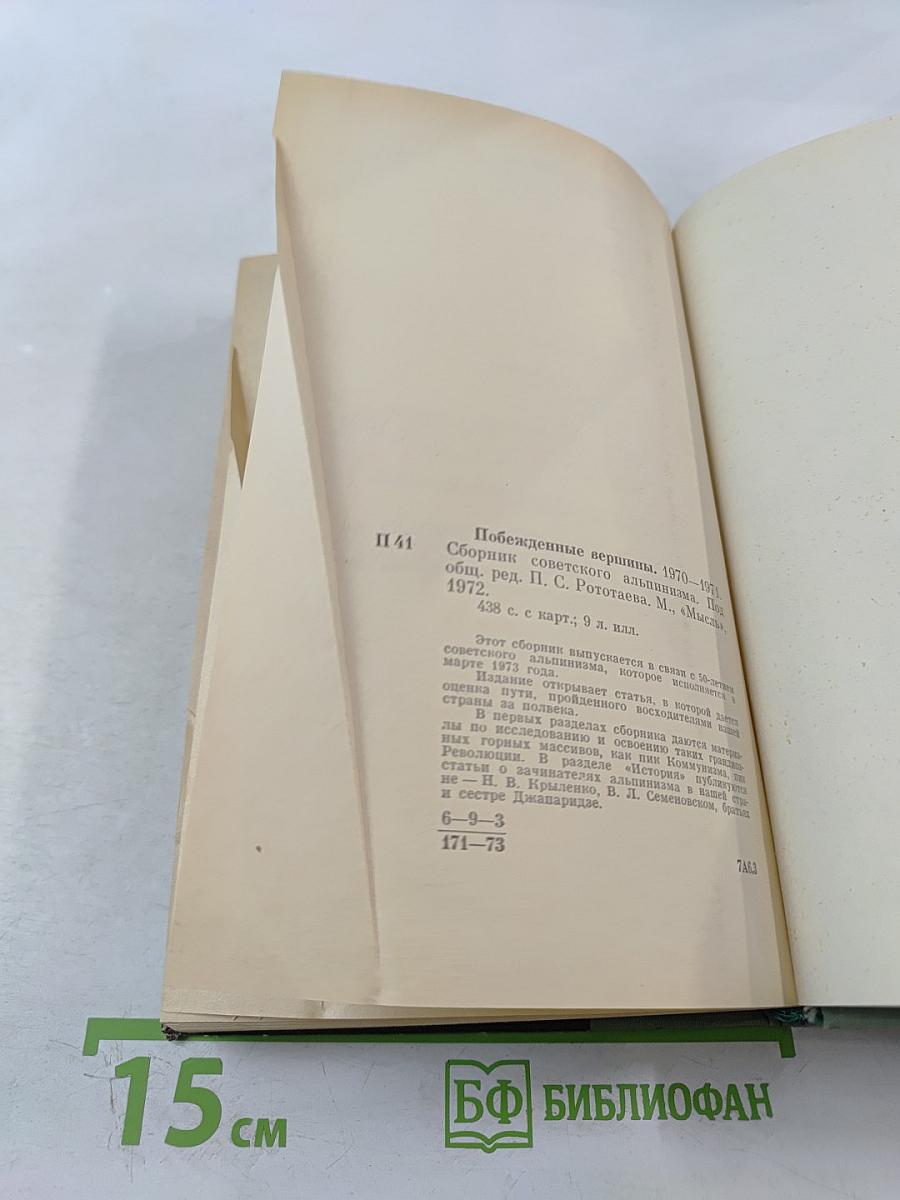 П 41
Побежденные вершины. 1970—1971.
Сборник советского альпинизма. Под
общ. ред. П. С. Рототаева. М., «Мысль»,
1972.
438 с. с карт.; 9 л. илл.
Этот сборник выпускается в связи с 50-летием
советского альпинизма, которое исполняется в
марте 1973 года.
Издание открывает статья, в которой дается
оценка пути, пройденного восходителями нашей
страны за полвека.
В первых разделах сборника даются материа-
лы по исследованию и освоению таких грандиоз-
ных горных массивов, как пик Коммунизма, пик
Революции. В разделе «История» публикуются
статьи о зачинателях альпинизма в нашей стра-
не — Н. В. Крыленко, В. Л. Семеновском, братьях
и сестре Джапаридзе.
6—9—3
171—73
7А6.3
15 см
БФ БИБЛИОФАН